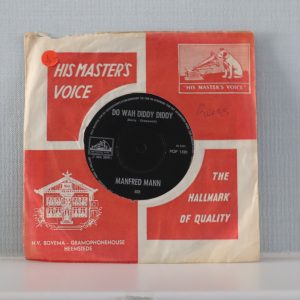 HIS MASTER'S
VOICE
"HIS MASTER'S VOICE"
DO WAH DIDDY DIDDY
POP 1320
MANFRED MANN
THE
HALLMARK
OF QUALITY
N.V. BOVEMA - GRAMOPHONEHOUSE
HEEMSTEDE